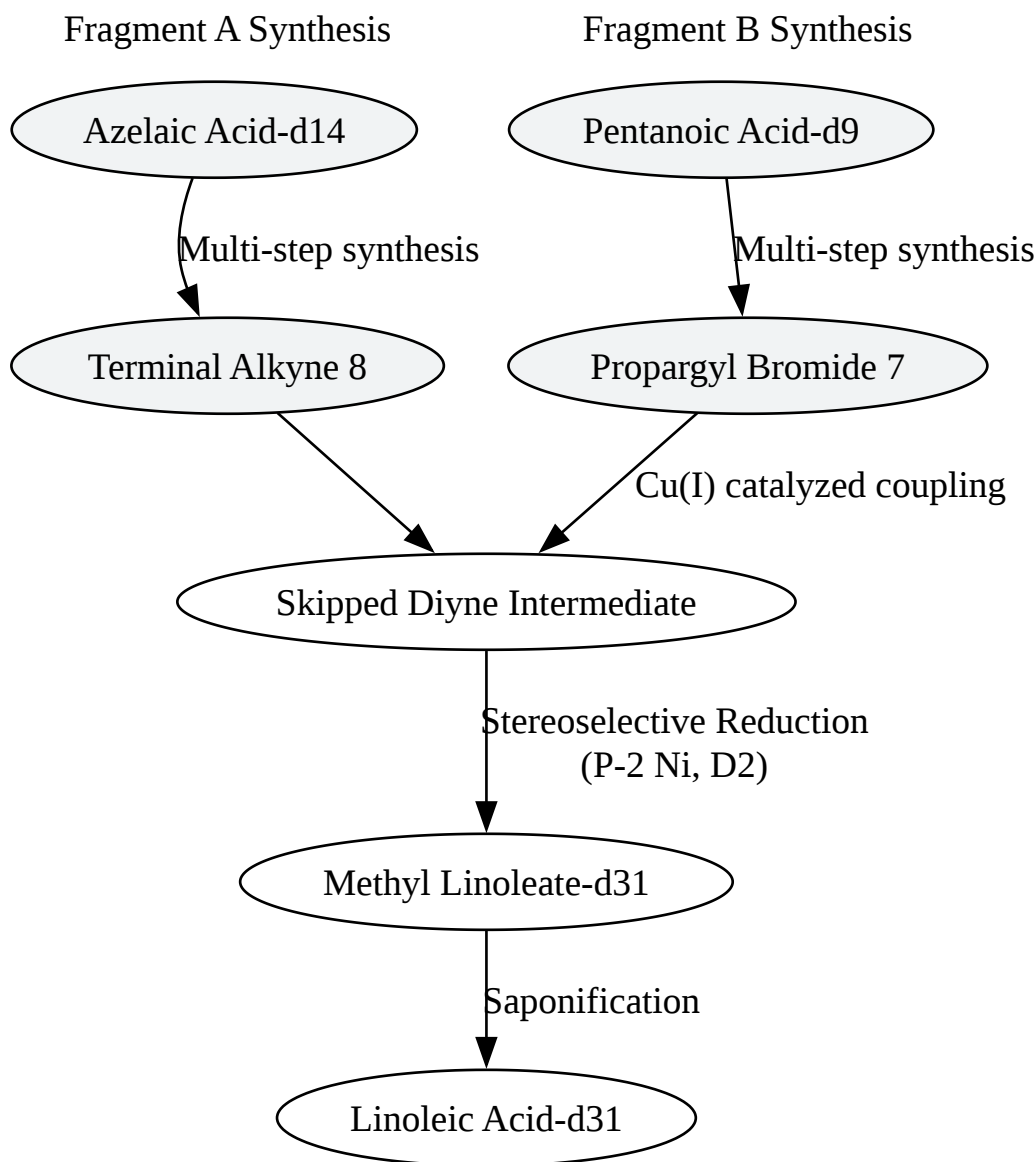 Fragment A Synthesis
Fragment B Synthesis
Azelaic Acid-d14
Pentanoic Acid-d9
Multi-step synthesis
Multi-step synthesis
Terminal Alkyne 8
Propargyl Bromide 7
Cu(I) catalyzed coupling
Skipped Diyne Intermediate
Stereoselective Reduction
(P-2 Ni, D2)
Methyl Linoleate-d31
Saponification
Linoleic Acid-d31